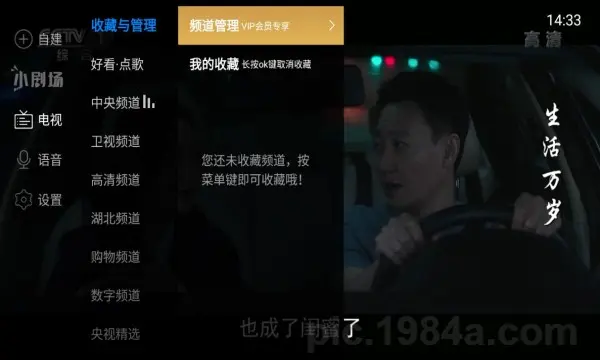 14:33
高清
CCTV
综
小剧场
自建
电视
语音
设置
收藏与管理
好看·点歌
中央频道
卫视频道
高清频道
湖北频道
购物频道
数字频道
央视精选
频道管理 VIP会员专享
我的收藏 长按ok键取消收藏
您还未收藏频道，按
菜单键即可收藏哦！
生活万岁
也成了闺蜜了
pic.1984a.com